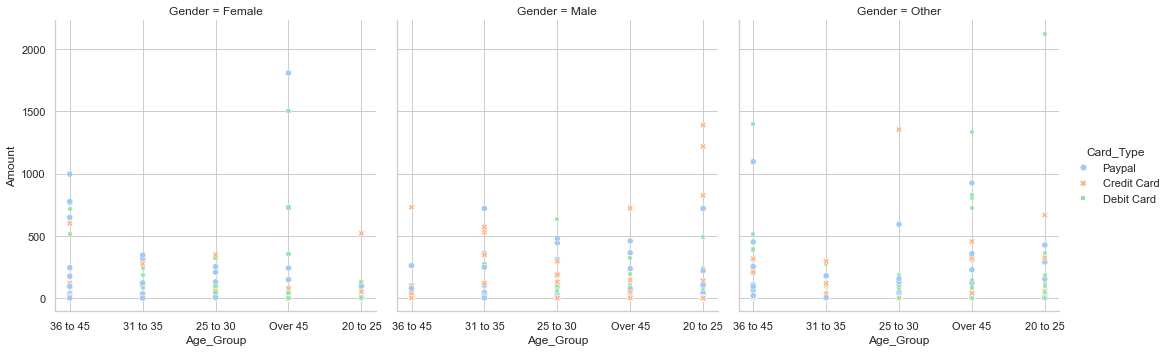 Gender = Female
Gender = Male
Gender = Other
2000
1500
1000
500
0
Amount
36 to 45
31 to 35
25 to 30
Over 45
20 to 25
Age_Group
36 to 45
31 to 35
25 to 30
Over 45
20 to 25
Age_Group
36 to 45
31 to 35
25 to 30
Over 45
20 to 25
Age_Group
Card_Type
Paypal
Credit Card
Debit Card